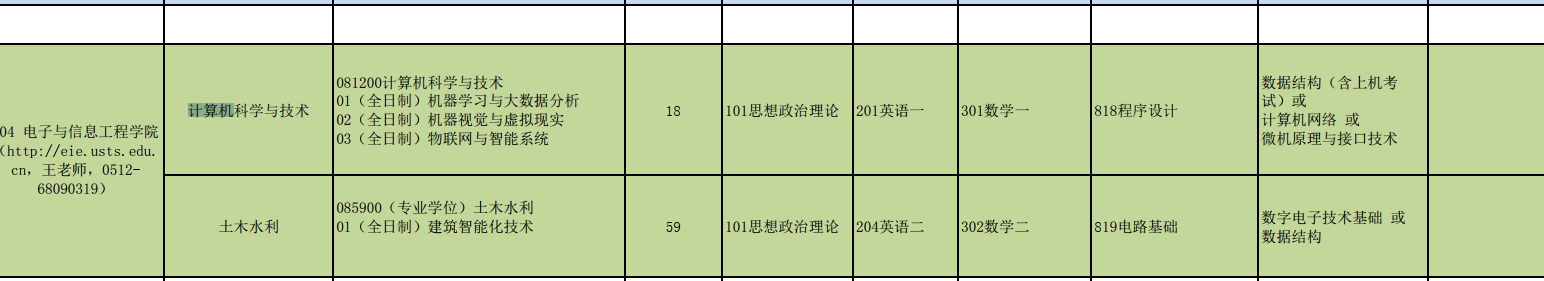 04 电子与信息工程学院
（http://eie.usts.edu.
cn，王老师，0512-
68090319）
计算机科学与技术
081200计算机科学与技术
01（全日制）机器学习与大数据分析
02（全日制）机器视觉与虚拟现实
03（全日制）物联网与智能系统
18
101思想政治理论
201英语一
301数学一
818程序设计
数据结构（含上机考
试）或
计算机网络 或
微机原理与接口技术
土木水利
085900（专业学位）土木水利
01（全日制）建筑智能化技术
59
101思想政治理论
204英语二
302数学二
819电路基础
数字电子技术基础 或
数据结构